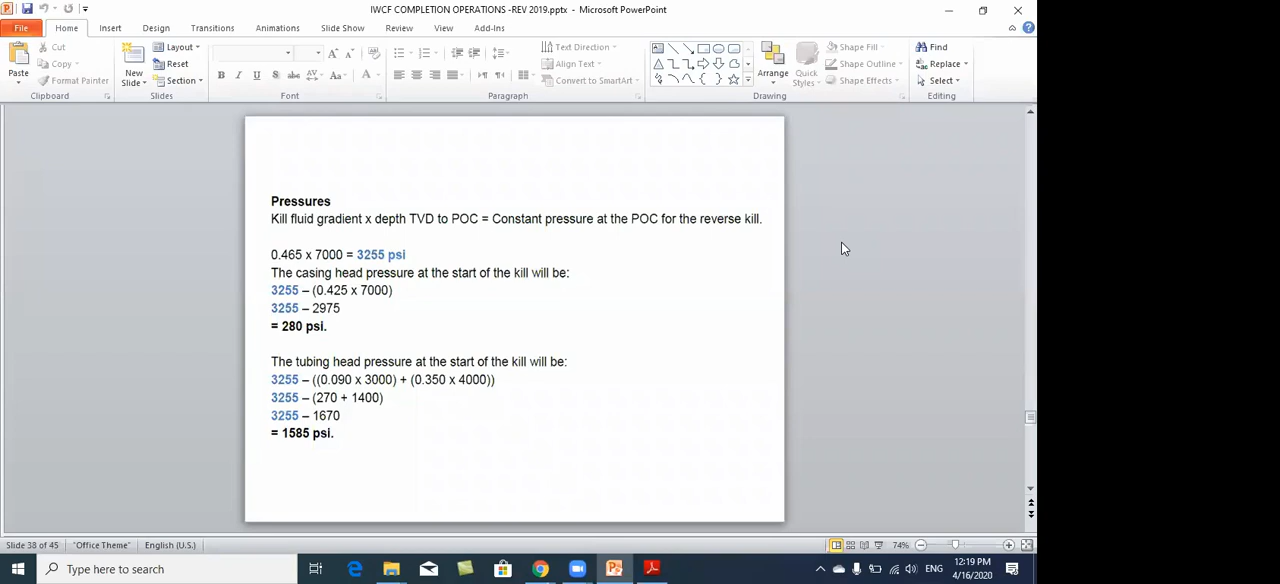 IWCF COMPLETION OPERATIONS -REV 2019.pptx - Microsoft PowerPoint
File Home Insert Design Transitions Animations Slide Show Review View Add-Ins
Paste
Cut
Copy
Format Painter
Clipboard
New Slide
Layout
Reset
Section
Slides
B I U S abc AV Aa A
Font
Paragraph
Text Direction
Align Text
Convert to SmartArt
Arrange
Quick Styles
Shape Fill
Shape Outline
Shape Effects
Drawing
Find
Replace
Select
Editing
Pressures
Kill fluid gradient x depth TVD to POC = Constant pressure at the POC for the reverse kill.
0.465 x 7000 = 3255 psi
The casing head pressure at the start of the kill will be:
3255 – (0.425 x 7000)
3255 – 2975
= 280 psi.
The tubing head pressure at the start of the kill will be:
3255 – ((0.090 x 3000) + (0.350 x 4000))
3255 – (270 + 1400)
3255 – 1670
= 1585 psi.
Slide 38 of 45 "Office Theme" English (U.S.) 74%
Type here to search
ENG
12:19 PM
4/16/2020